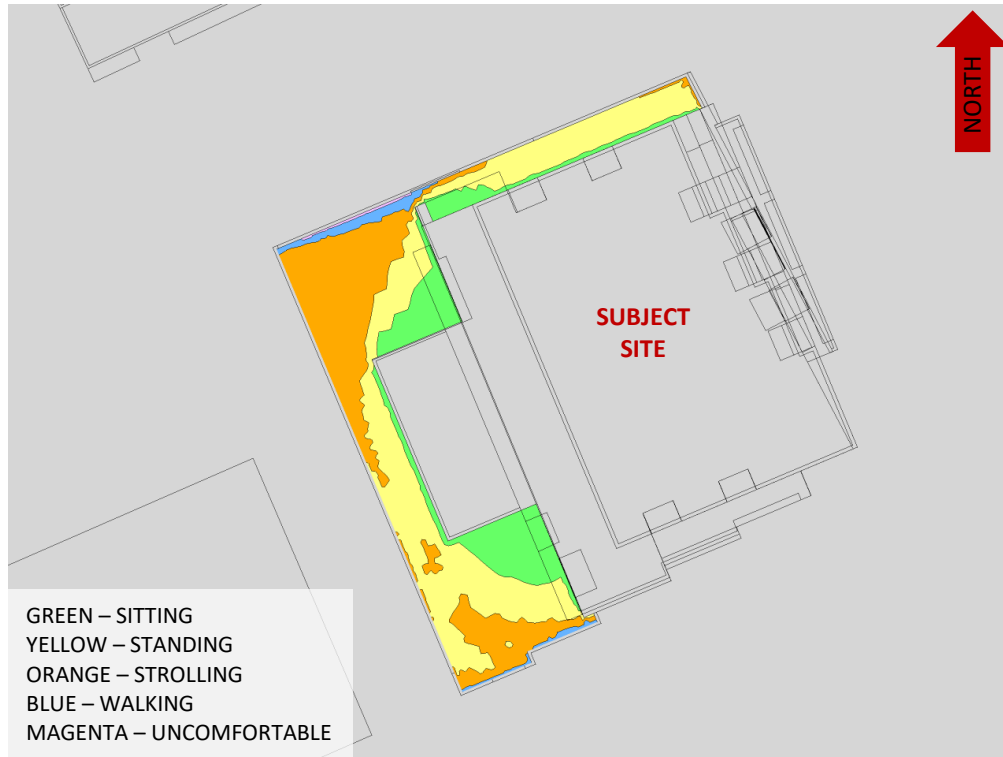 NORTH
SUBJECT
SITE
GREEN – SITTING
YELLOW – STANDING
ORANGE – STROLLING
BLUE – WALKING
MAGENTA – UNCOMFORTABLE